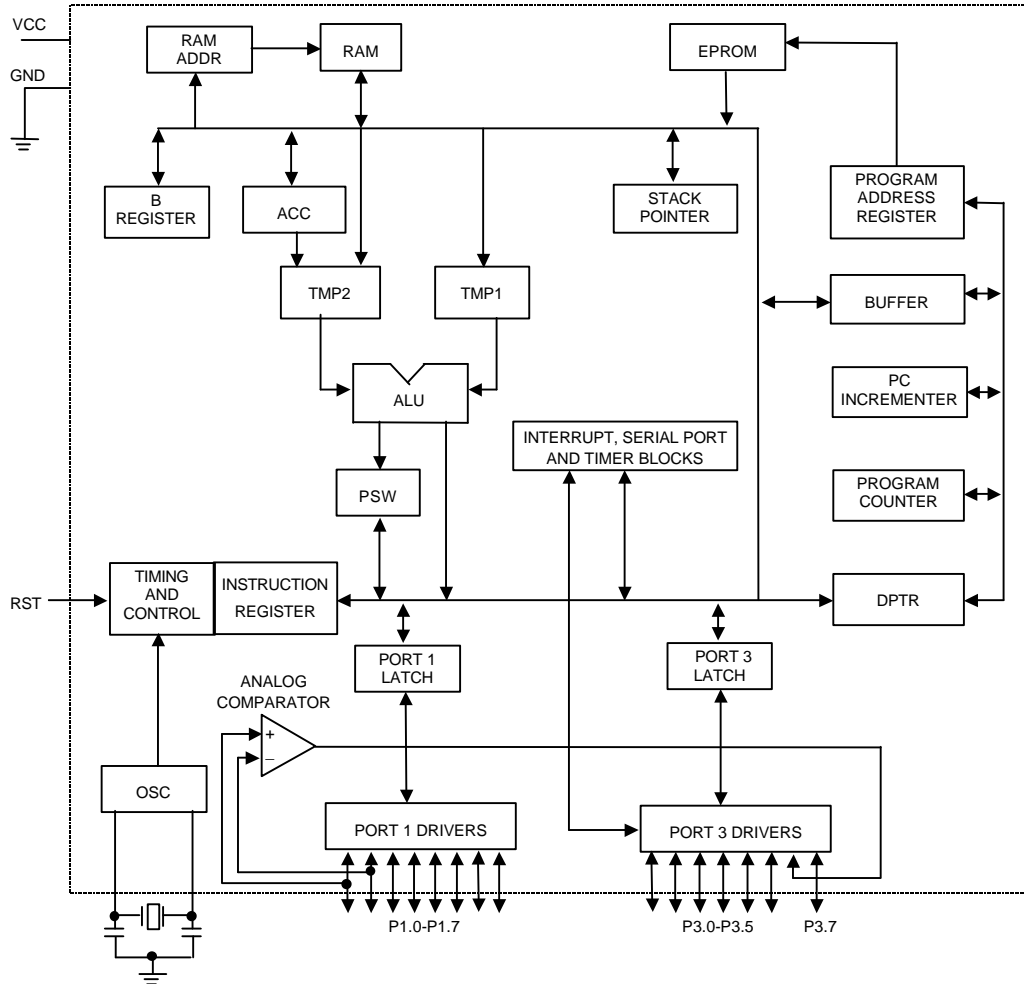 VCC
GND
RAM
ADDR
RAM
EPROM
B
REGISTER
ACC
STACK
POINTER
PROGRAM
ADDRESS
REGISTER
TMP2
TMP1
BUFFER
ALU
PC
INCREMENTER
INTERRUPT, SERIAL PORT
AND TIMER BLOCKS
PSW
PROGRAM
COUNTER
RST
TIMING
AND
CONTROL
INSTRUCTION
REGISTER
DPTR
PORT 1
LATCH
PORT 3
LATCH
ANALOG
COMPARATOR
+
−
OSC
PORT 1 DRIVERS
PORT 3 DRIVERS
P1.0-P1.7
P3.0-P3.5
P3.7